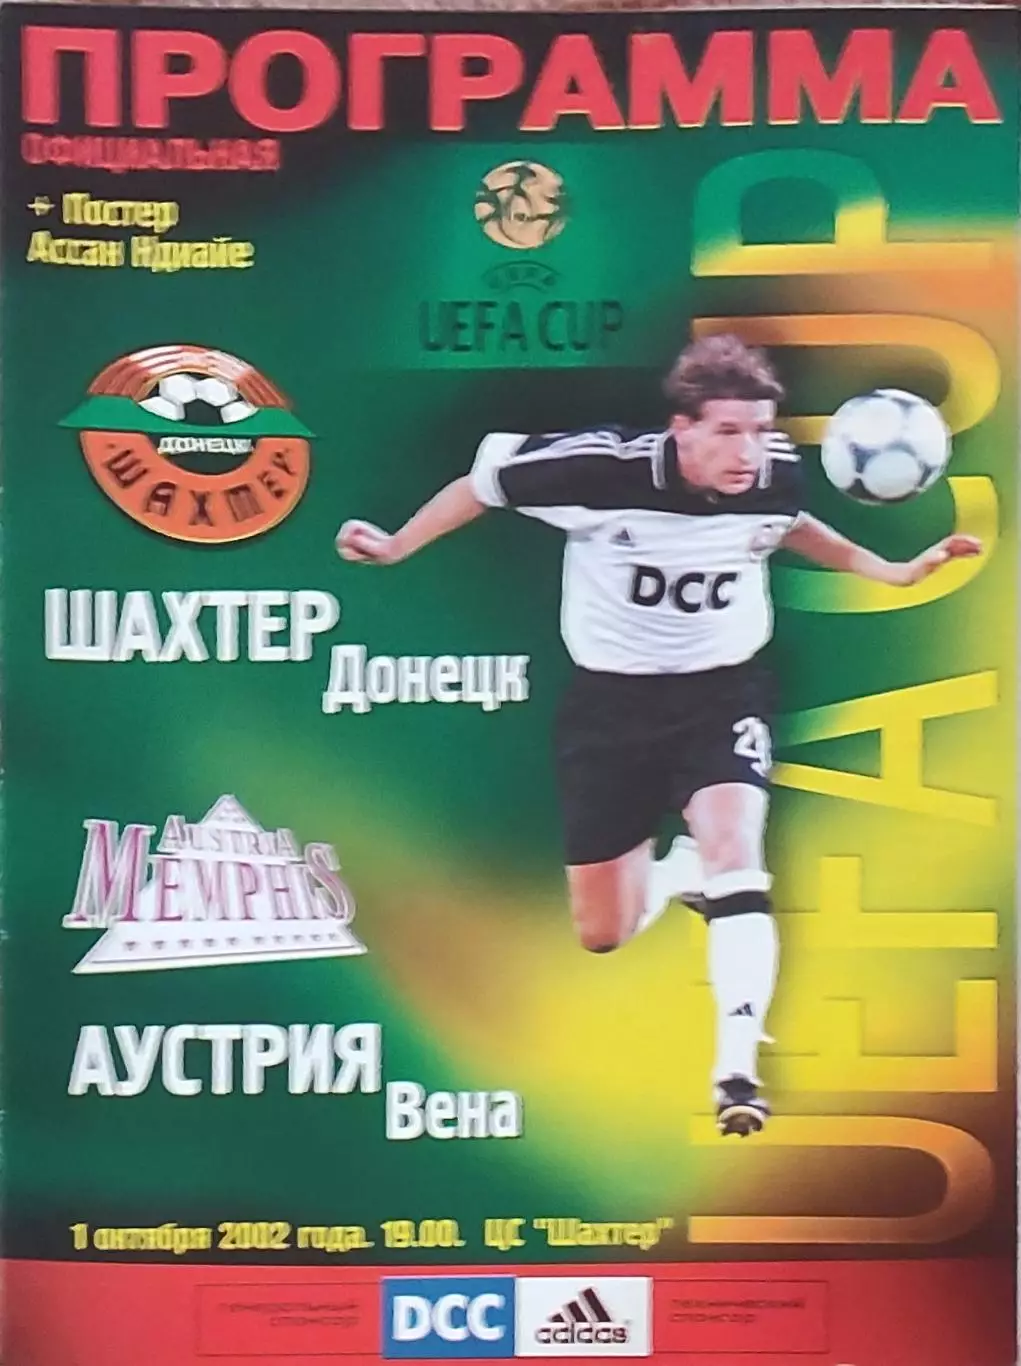 ПРОГРАММА
ОФИЦИАЛЬНАЯ
+ Постер
Ассан Ндиайе
UEFA
UEFA CUP
UEFA CUP
ДОНЕЦК
ШАХТЕР
DCC
ШАХТЕР
Донецк
AUSTRIA
MEMPHIS
АУСТРИЯ
Вена
1 октября 2002 года. 19.00. ЦС "Шахтер"
генеральный
спонсор
DCC
adidas
технический
спонсор